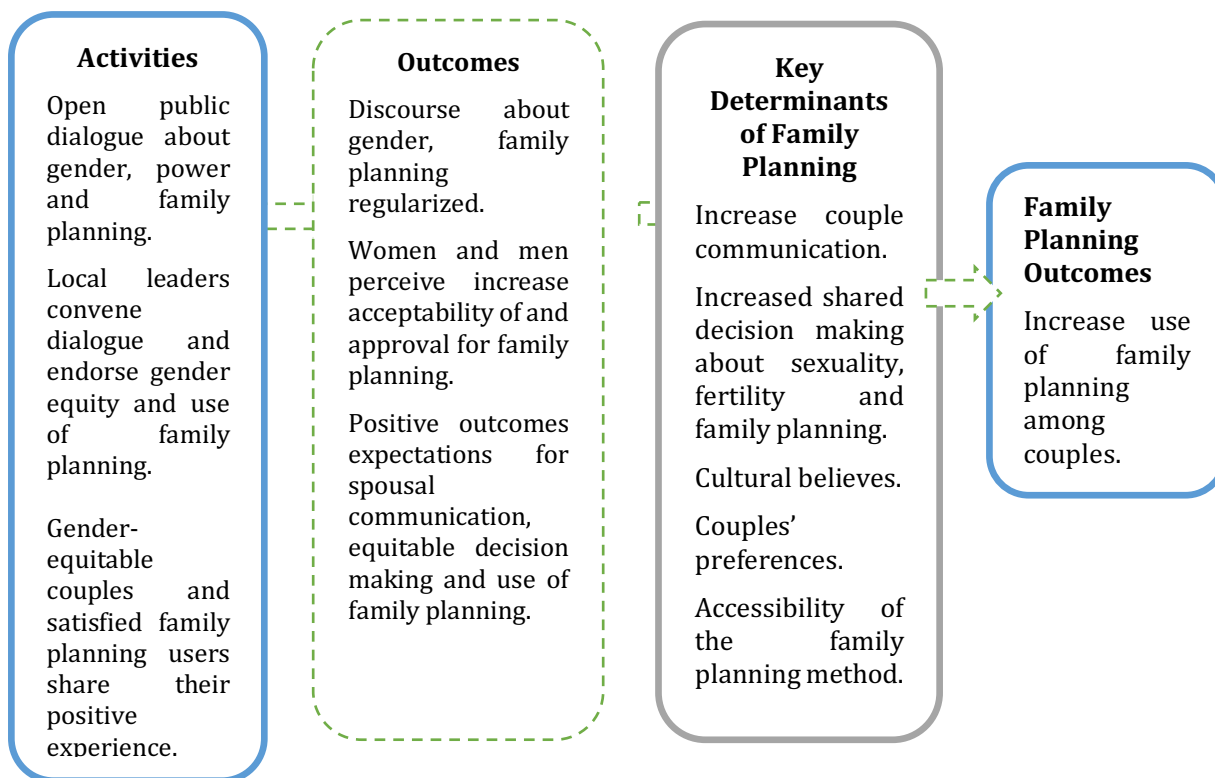 Activities
Open public
dialogue about
gender, power
and family
planning.
Local leaders
convene
dialogue and
endorse gender
equity and use
of family
planning.
Gender-
equitable
couples and
satisfied family
planning users
share their
positive
experience.
Outcomes
Discourse about
gender, family
planning
regularized.
Women and men
perceive increase
acceptability of and
approval for family
planning.
Positive outcomes
expectations for
spousal
communication,
equitable decision
making and use of
family planning.
Key
Determinants
of Family
Planning
Increase couple
communication.
Increased shared
decision making
about sexuality,
fertility and
family planning.
Cultural believes.
Couples’
preferences.
Accessibility of
the family
planning method.
Family
Planning
Outcomes
Increase use
of family
planning
among
couples.